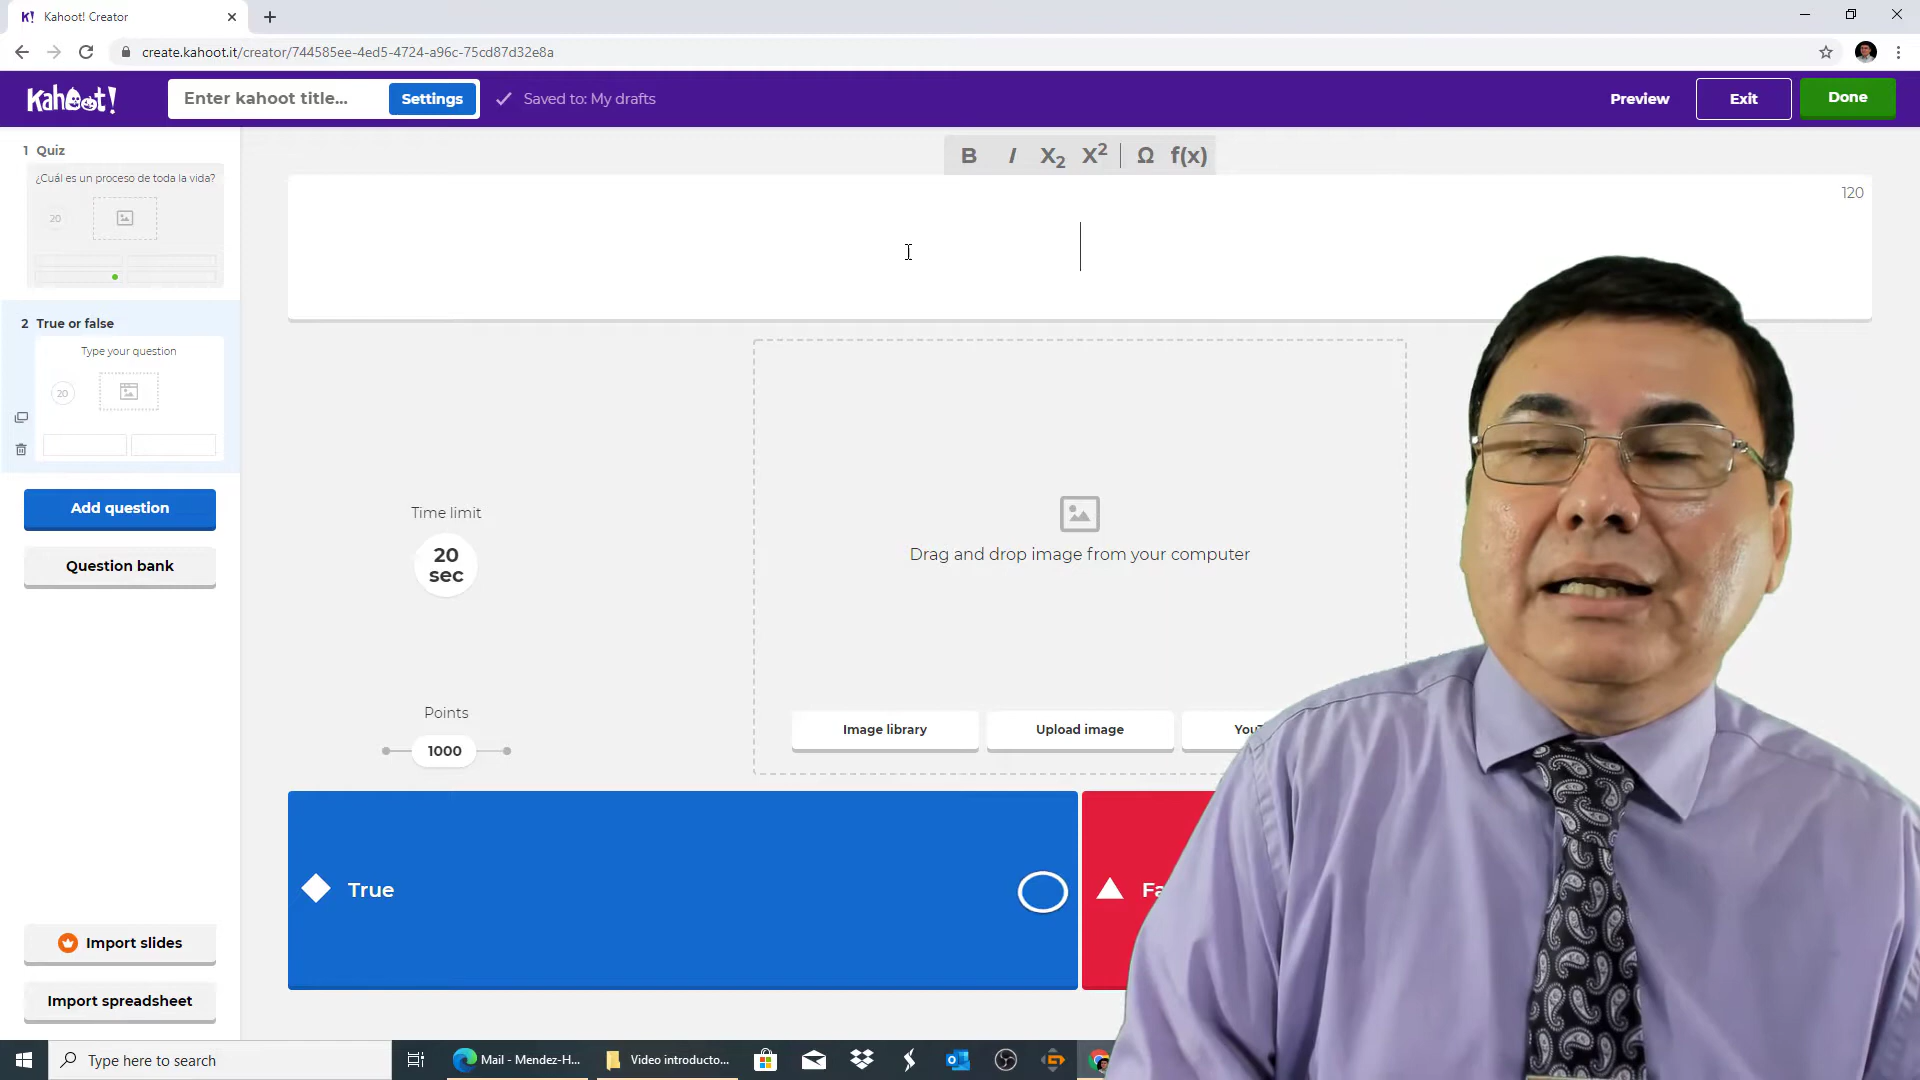 Kahoot! Creator
create.kahoot.it/creator/744585ee-4ed5-4724-a96c-75cd87d32e8a
Kahoot!
Enter kahoot title...
Settings
Saved to: My drafts
Preview
Exit
Done
1 Quiz
¿Cuál es un proceso de toda la vida?
20
B I X2 X2 Ω f(x)
120
2 True or false
Type your question
20
Add question
Question bank
Time limit
20
sec
Drag and drop image from your computer
Points
1000
Image library
Upload image
True
Import slides
Import spreadsheet
Type here to search
Mail - Mendez-H...
Video introducto...